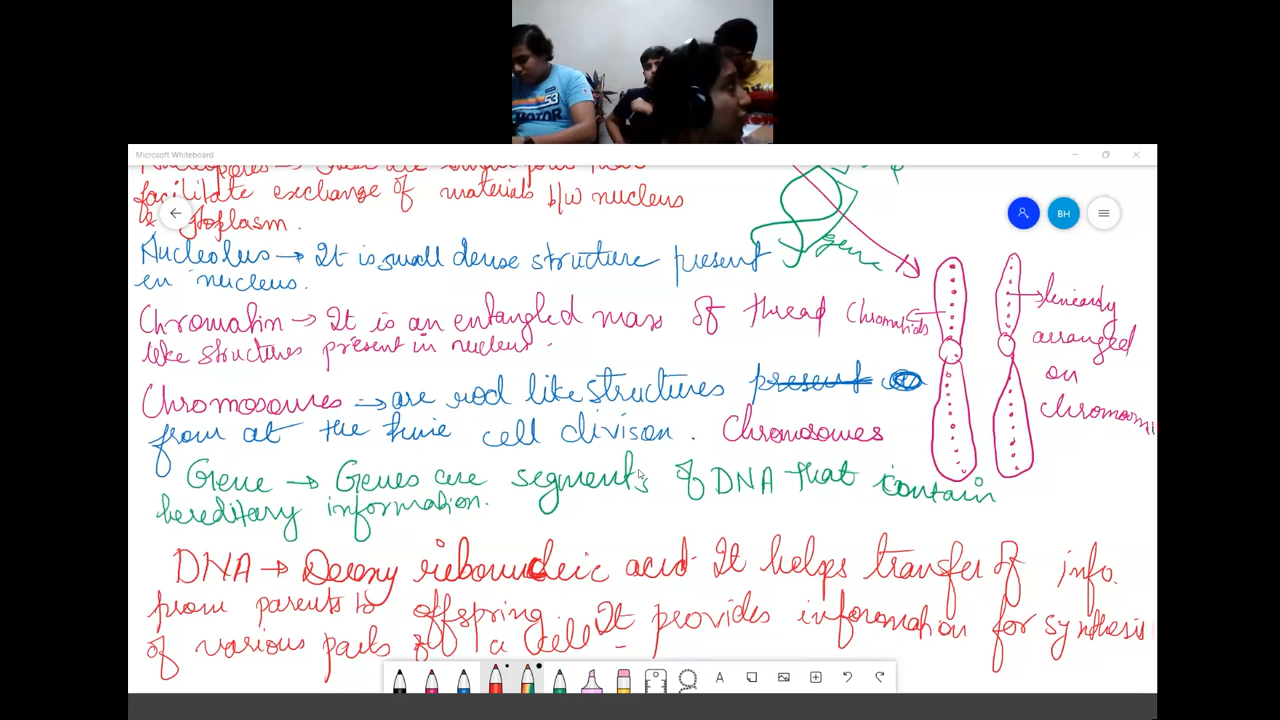 Microsoft Whiteboard
facilitate exchange of materials b/w nucleus
Nucleolus → It is small dense structure present
gene
in nucleus.
BH
Chromatin → It is an entangled mass of thread
like structures present in nucleus.
Chromatids
linearly
arranged
on
Chromosomes → are rod like structures present
from at the time cell divison.
Chromosomes
Gene → Genes are segments of DNA that contain
hereditary information.
DNA → Deoxy ribonucleic acid. It helps transfer of info.
from parents to offspring. It provides information for synthesis
of various parts of a cell.
53
MOTOR